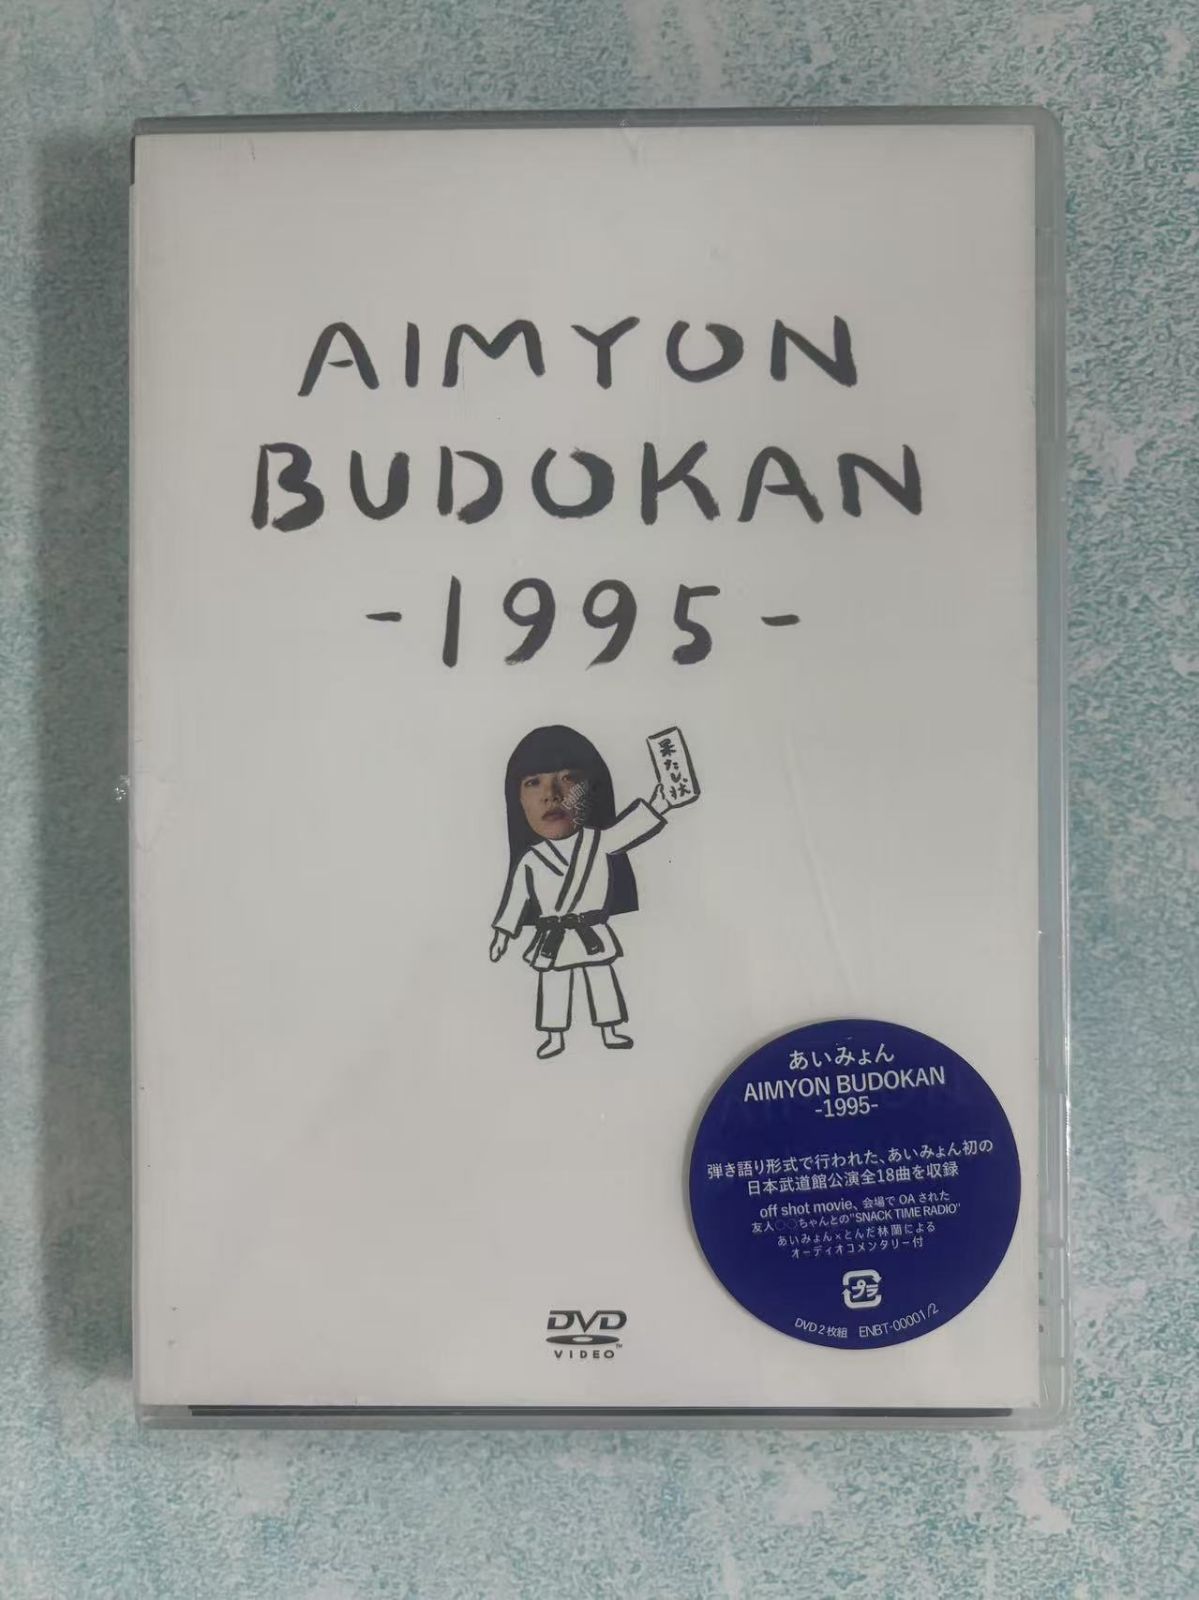 AIMYON
BUDOKAN
-1995-
果たし状
あいみょん
AIMYON BUDOKAN
-1995-
弾き語り形式で行われた、あいみょん初の
日本武道館公演全18曲を収録
off shot movie、会場で OA された
友人○○ちゃんとの"SNACK TIME RADIO"
あいみょん×とんだ林蘭による
オーディオコメンタリー付
プラ
DVD 2 枚組 ENBT-00001/2
DVD
VIDEO™